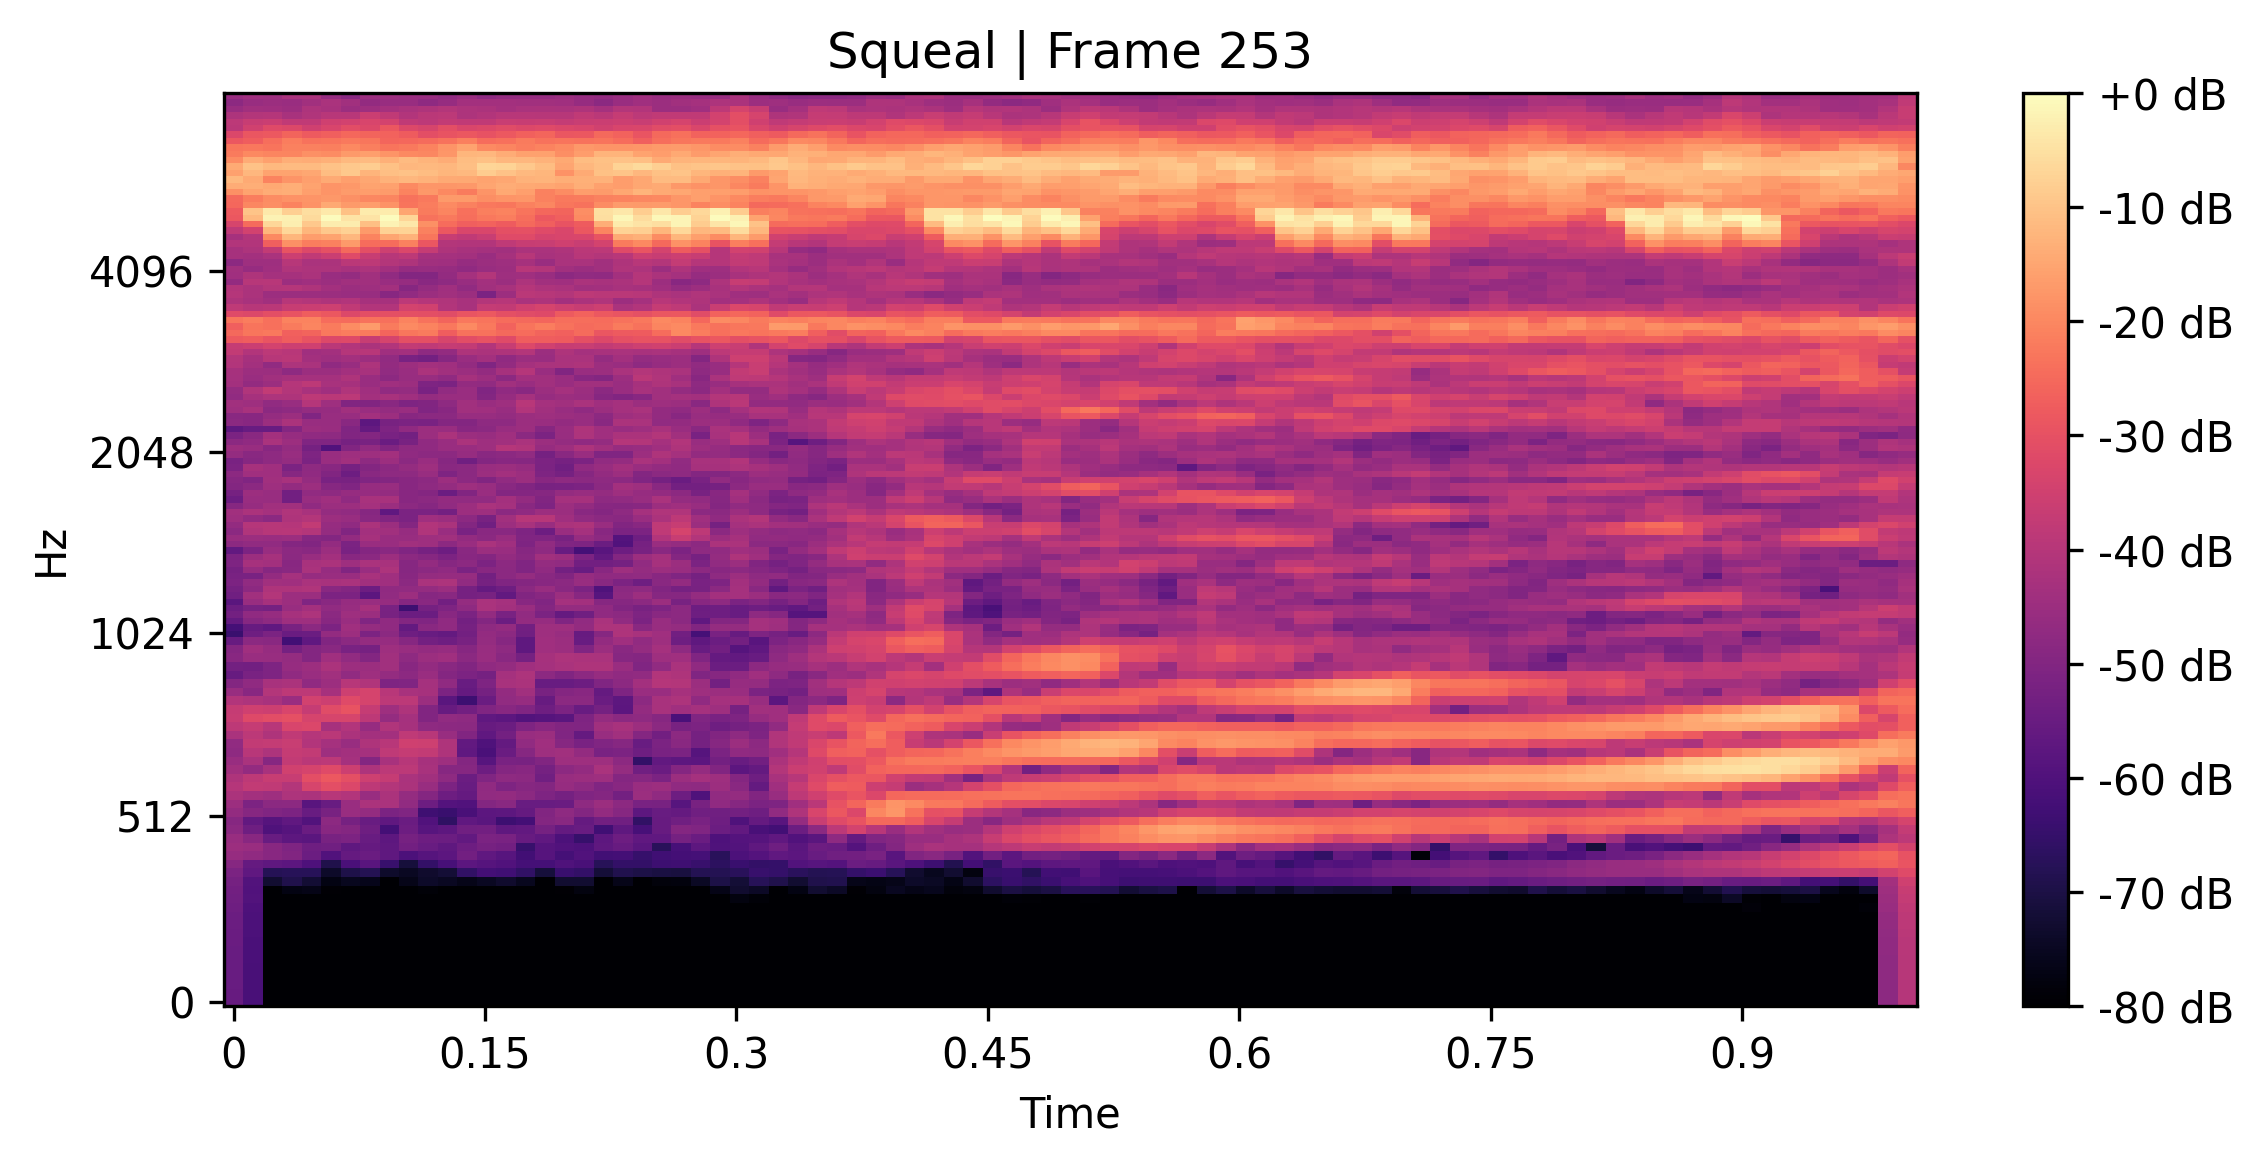 Squeal | Frame 253
+0 dB
-10 dB
-20 dB
-30 dB
-40 dB
-50 dB
-60 dB
-70 dB
-80 dB
Hz
4096
2048
1024
512
0
0 0.15 0.3 0.45 0.6 0.75 0.9
Time